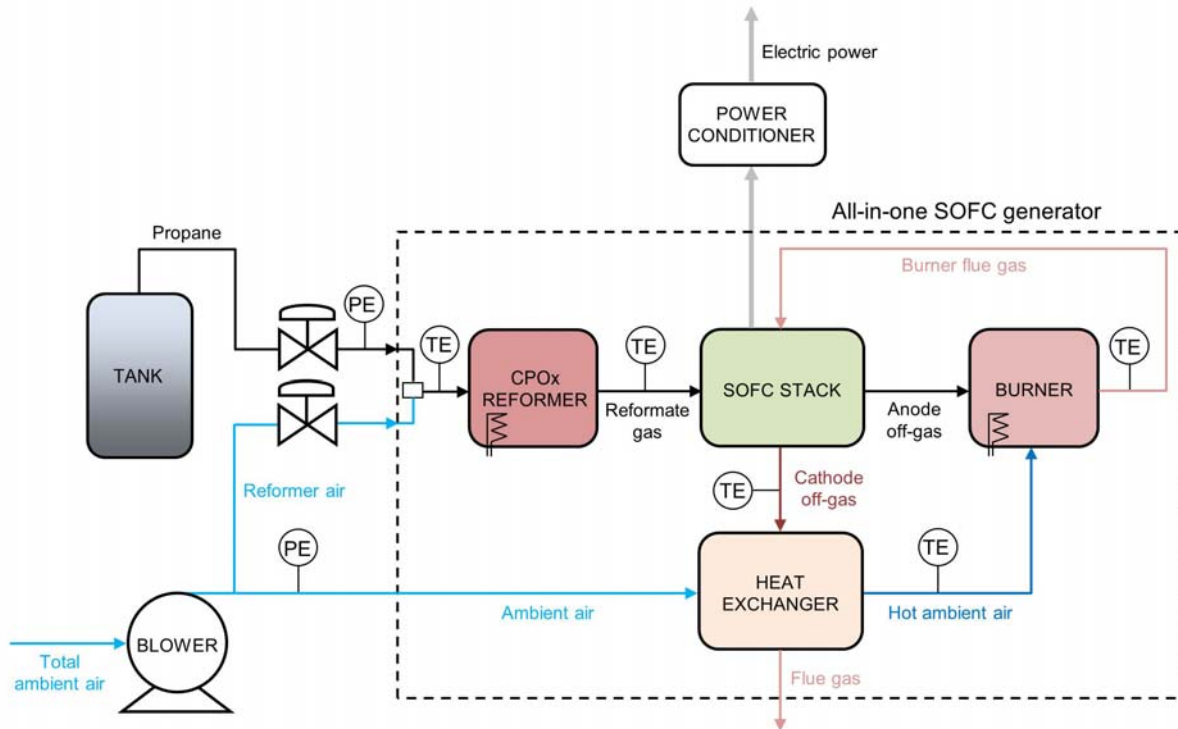 Electric power
POWER
CONDITIONER
All-in-one SOFC generator
Propane
Burner flue gas
PE
TE
TE
TE
TANK
CPOx
REFORMER
SOFC STACK
BURNER
Reformate
gas
Anode
off-gas
Reformer air
TE
Cathode
off-gas
PE
TE
HEAT
EXCHANGER
Ambient air
Hot ambient air
BLOWER
Total
ambient air
Flue gas